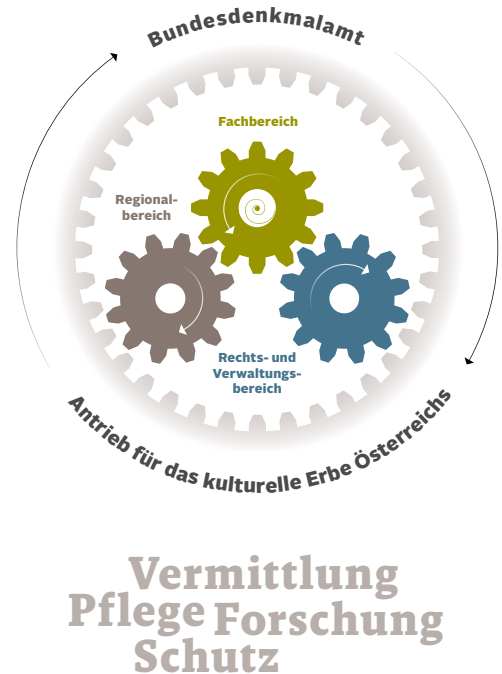 Bundesdenkmalamt
Fachbereich
Regional-
bereich
Rechts- und
Verwaltungs-
bereich
Antrieb für das kulturelle Erbe Österreichs
Vermittlung
Pflege Forschung
Schutz